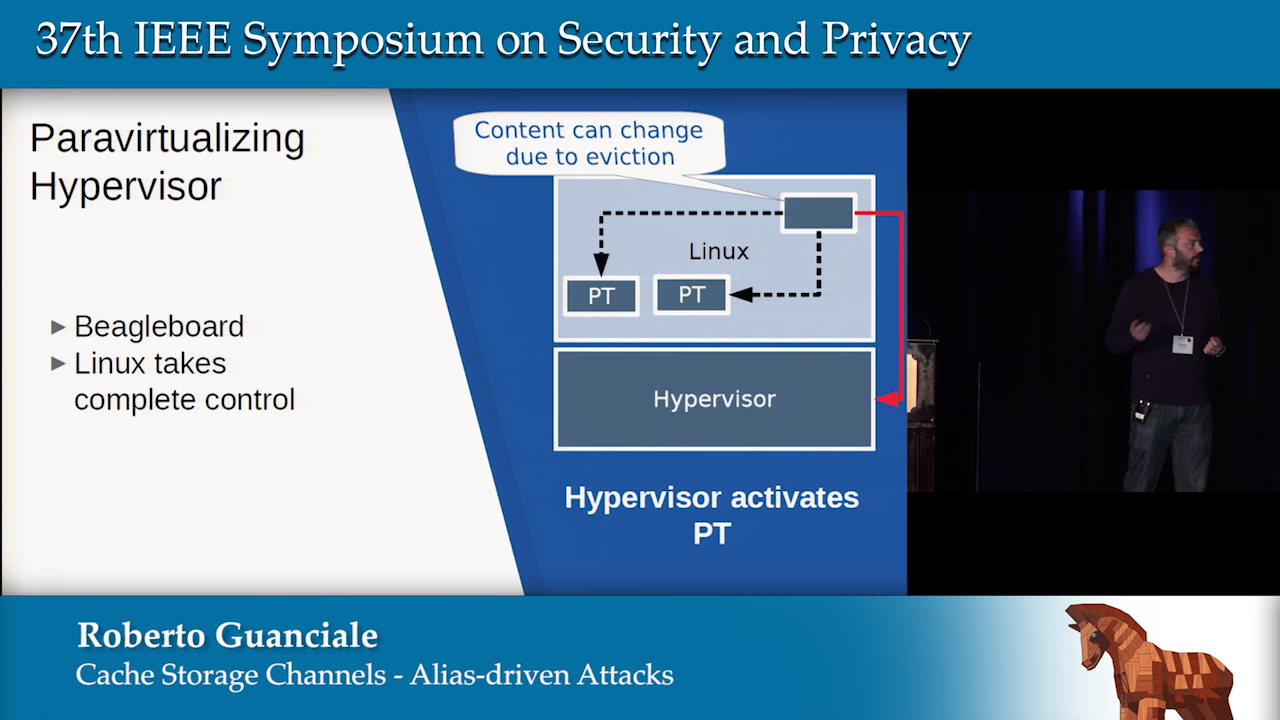 37th IEEE Symposium on Security and Privacy
Paravirtualizing
Hypervisor
Beagleboard
Linux takes
complete control
Content can change
due to eviction
Linux
PT
PT
Hypervisor
Hypervisor activates
PT
Roberto Guanciale
Cache Storage Channels - Alias-driven Attacks